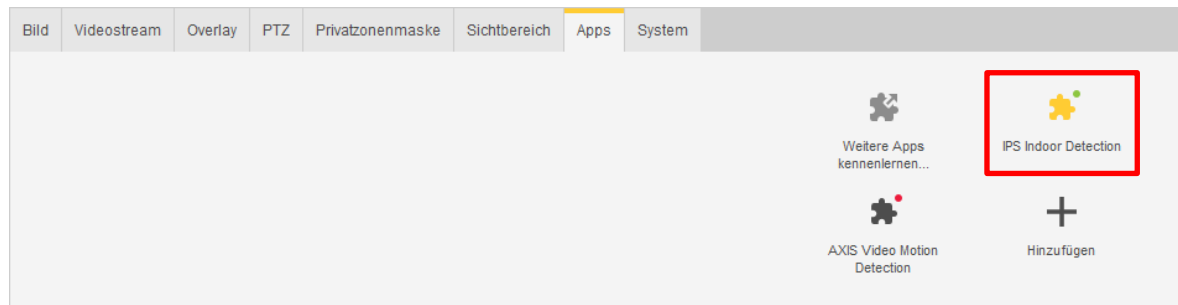 Bild Videostream Overlay PTZ Privatzonenmaske Sichtbereich Apps System
Weitere Apps
kennenlernen...
IPS Indoor Detection
AXIS Video Motion
Detection
Hinzufügen